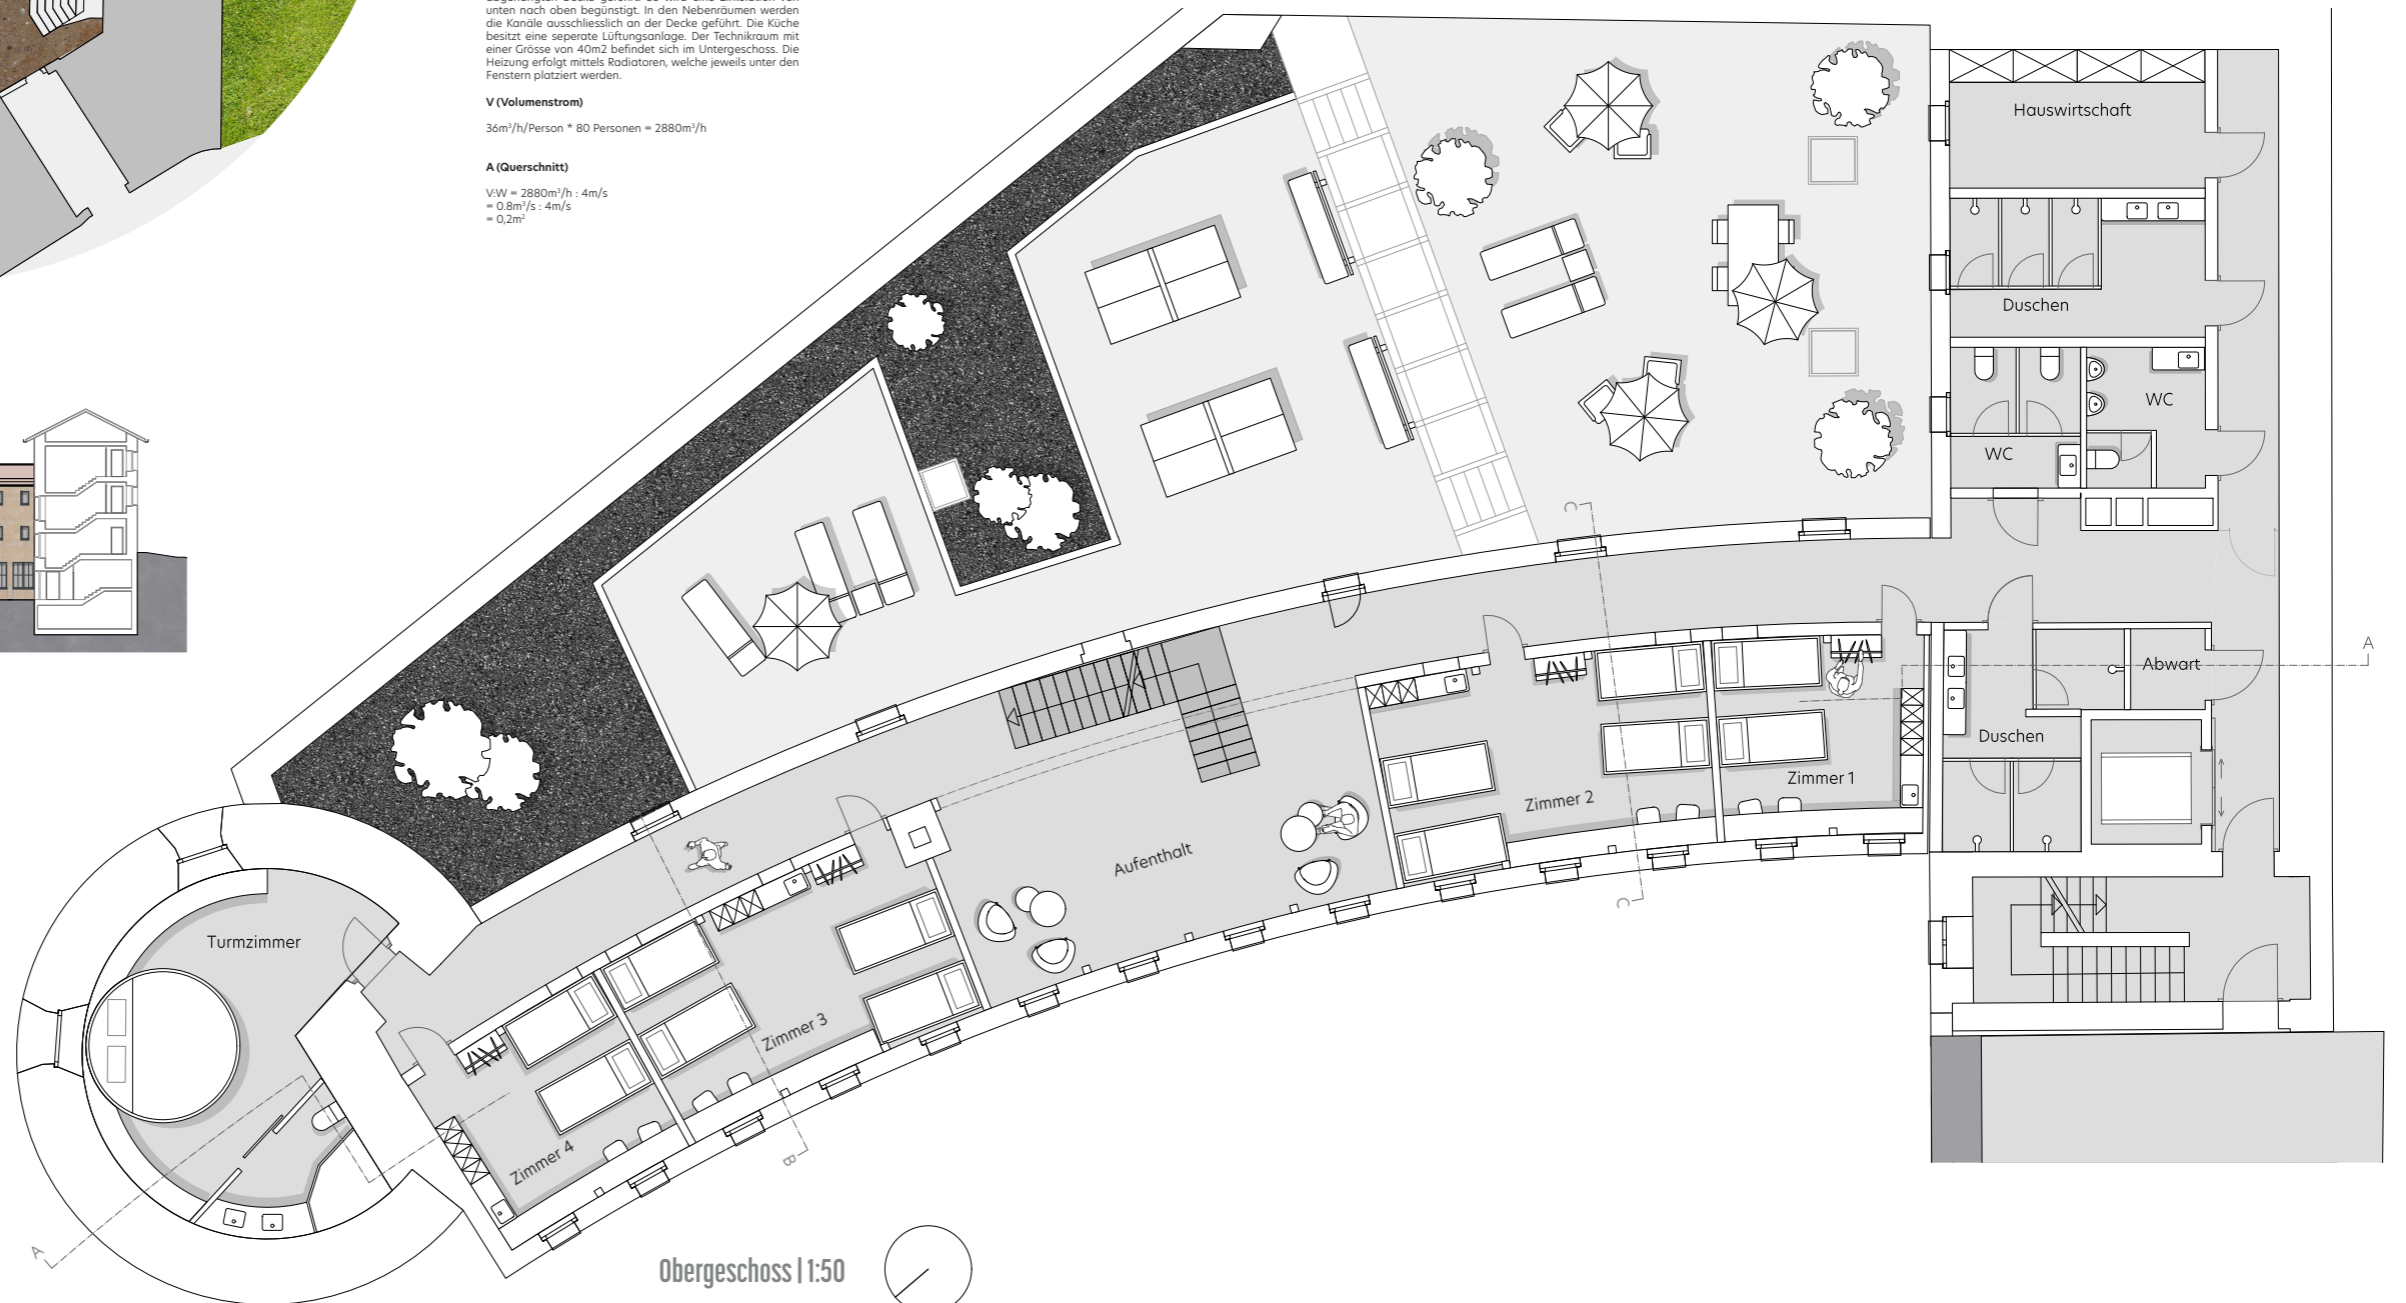 unten nach oben begünstigt. In den Nebenräumen werden
die Kanäle ausschliesslich an der Decke geführt. Die Küche
besitzt eine seperate Lüftungsanlage. Der Technikraum mit
einer Grösse von 40m2 befindet sich im Untergeschoss. Die
Heizung erfolgt mittels Radiatoren, welche jeweils unter den
Fenstern platziert werden.
V (Volumenstrom)
36m³/h/Person * 80 Personen = 2880m³/h
A (Querschnitt)
V:W = 2880m³/h : 4m/s
= 0.8m³/s : 4m/s
= 0,2m²
Hauswirtschaft
Duschen
WC
WC
C
A
Abwart
Duschen
Zimmer 1
Zimmer 2
Aufenthalt
C
Turmzimmer
Zimmer 3
Zimmer 4
B
A
Obergeschoss | 1:50